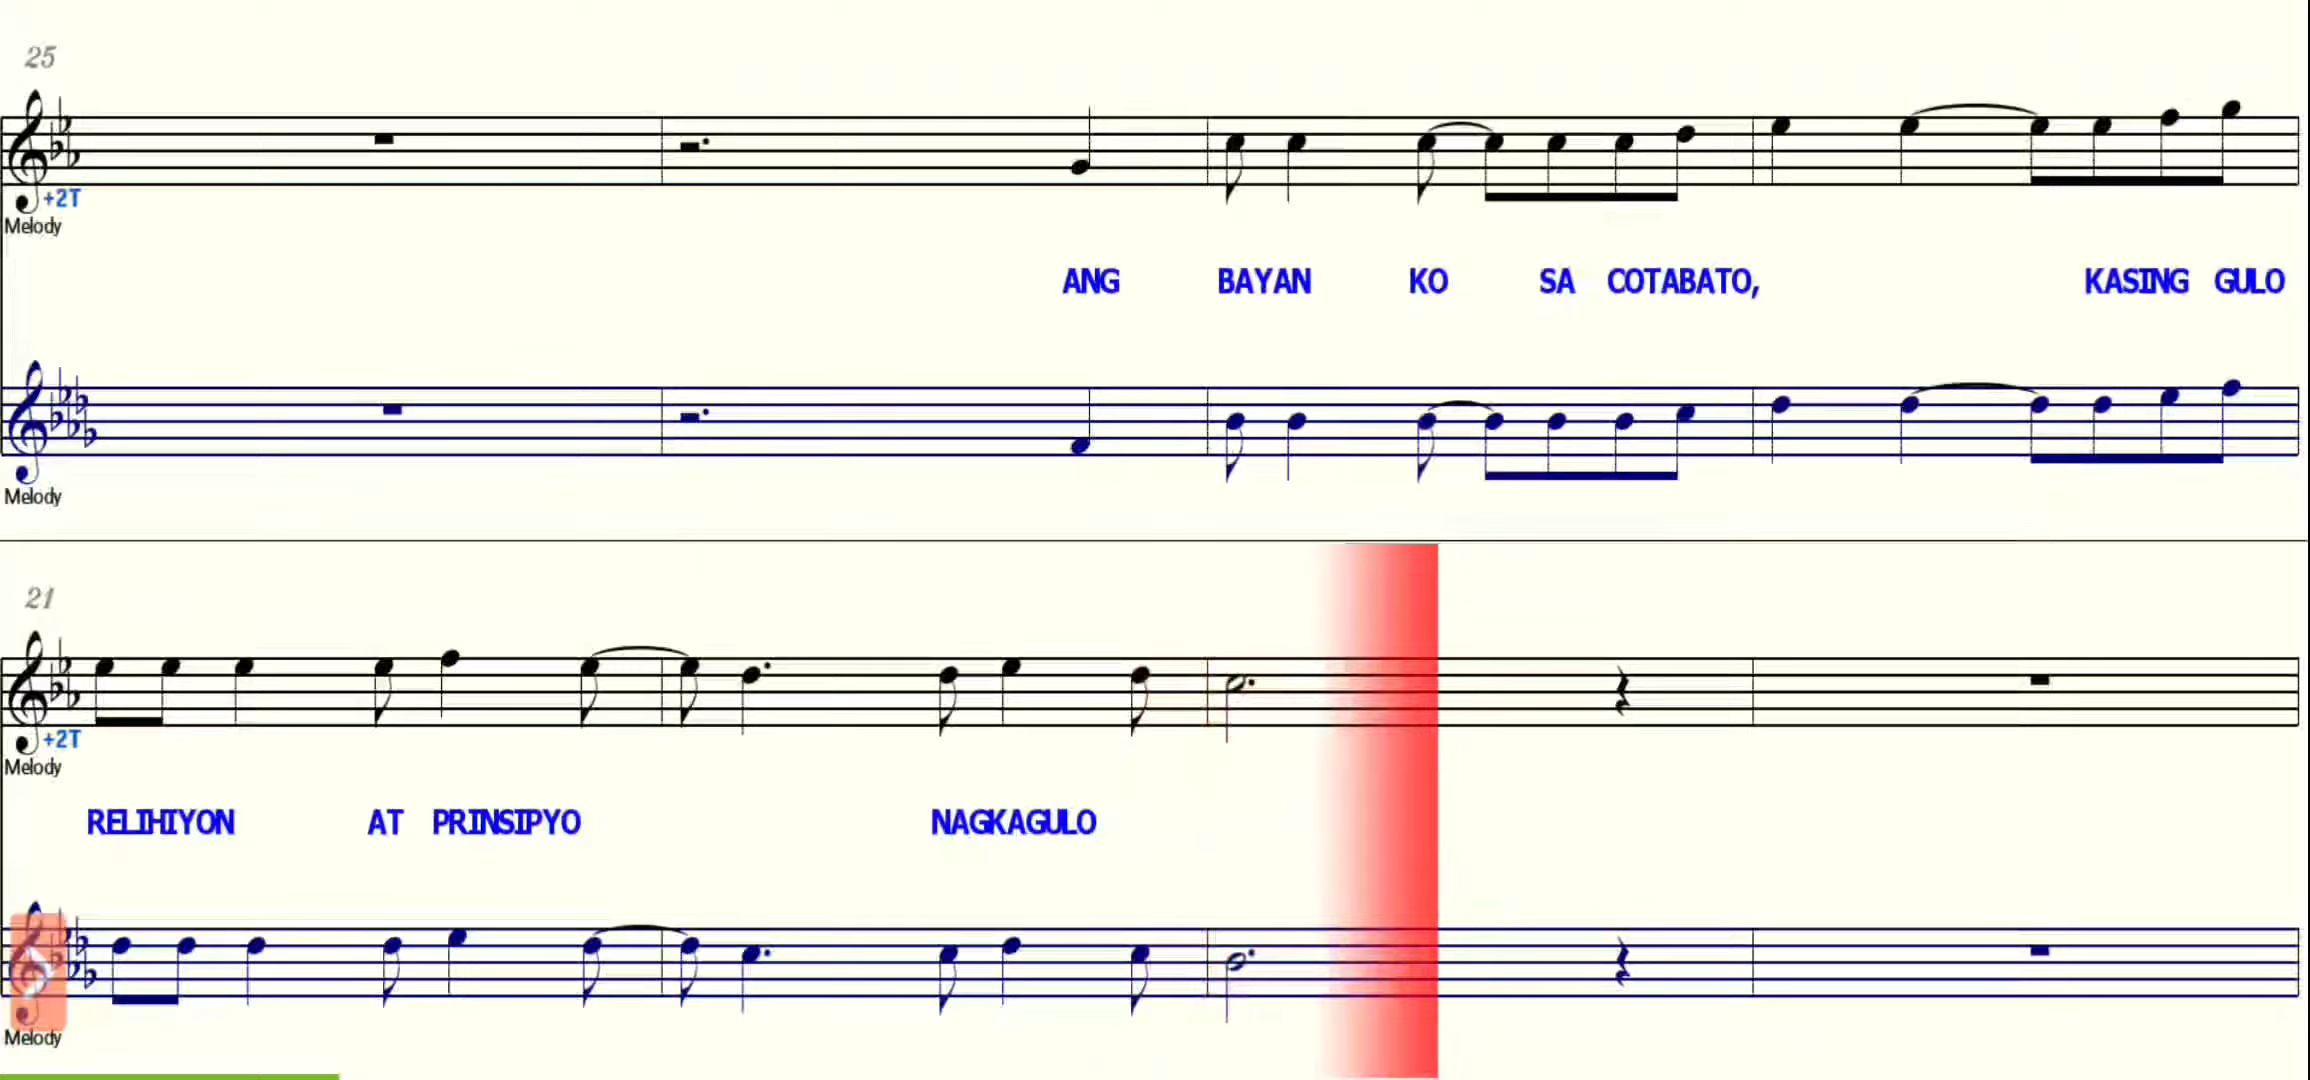 25
+2T
Melody
ANG BAYAN KO SA COTABATO, KASING GULO
Melody
21
+2T
Melody
RELIHIYON AT PRINSIPYO NAGKAGULO
Melody